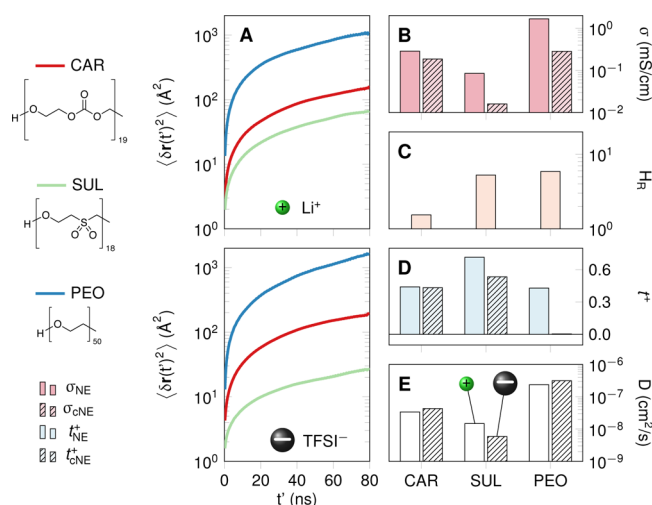 CAR
H
O
O
O
O
19
SUL
H
O
S
O
O
18
PEO
H
O
50
σNE
σcNE
t⁺NE
t⁺cNE
A
⟨δr(t')²⟩ (Å²)
10³
10²
10¹
10⁰
Li⁺
⟨δr(t')²⟩ (Å²)
10³
10²
10¹
10⁰
TFSI⁻
0 20 40 60 80
t' (ns)
B
10⁰
10⁻¹
10⁻²
σ (mS/cm)
C
10¹
10⁰
H_R
D
0.6
0.3
0.0
t⁺
E
10⁻⁶
10⁻⁷
10⁻⁸
10⁻⁹
D (cm²/s)
CAR SUL PEO